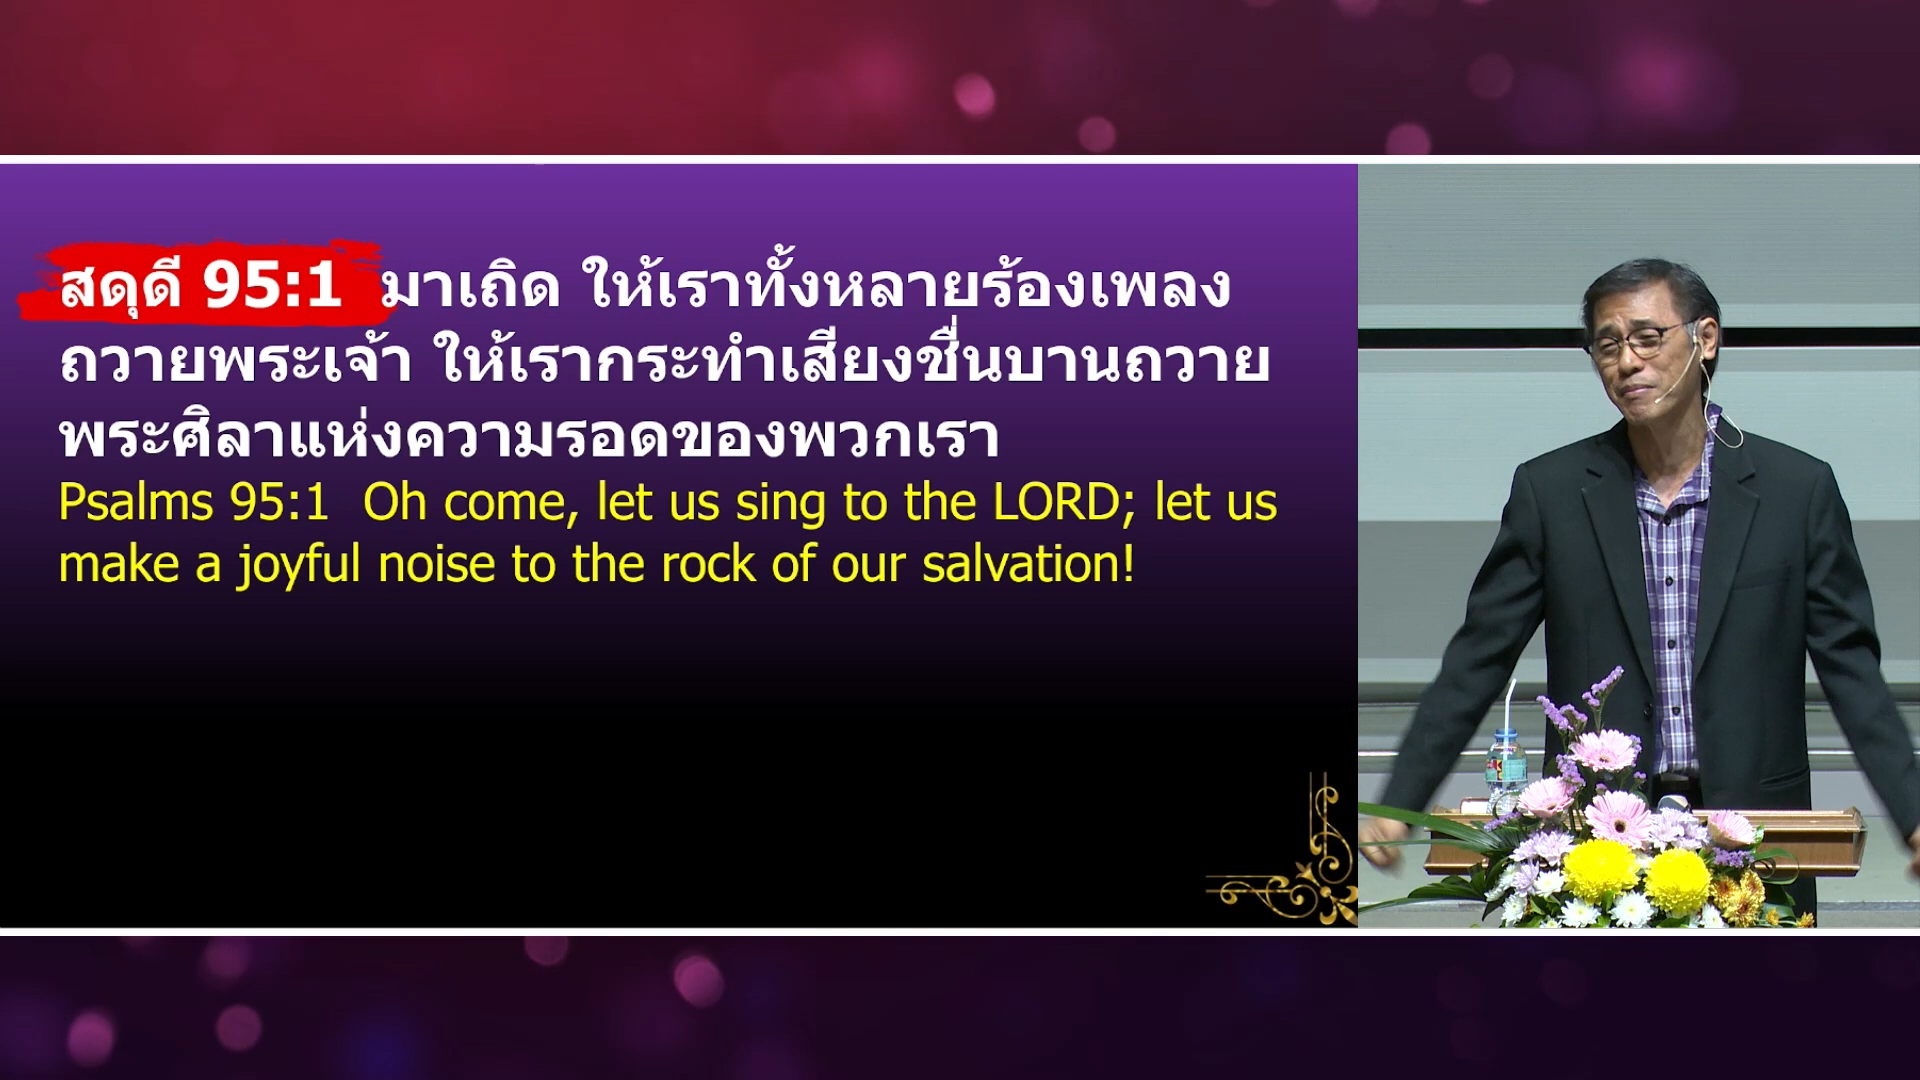 สดุดี 95:1 มาเถิด ให้เราทั้งหลายร้องเพลง
ถวายพระเจ้า ให้เรากระทำเสียงชื่นบานถวาย
พระศิลาแห่งความรอดของพวกเรา
Psalms 95:1 Oh come, let us sing to the LORD; let us
make a joyful noise to the rock of our salvation!